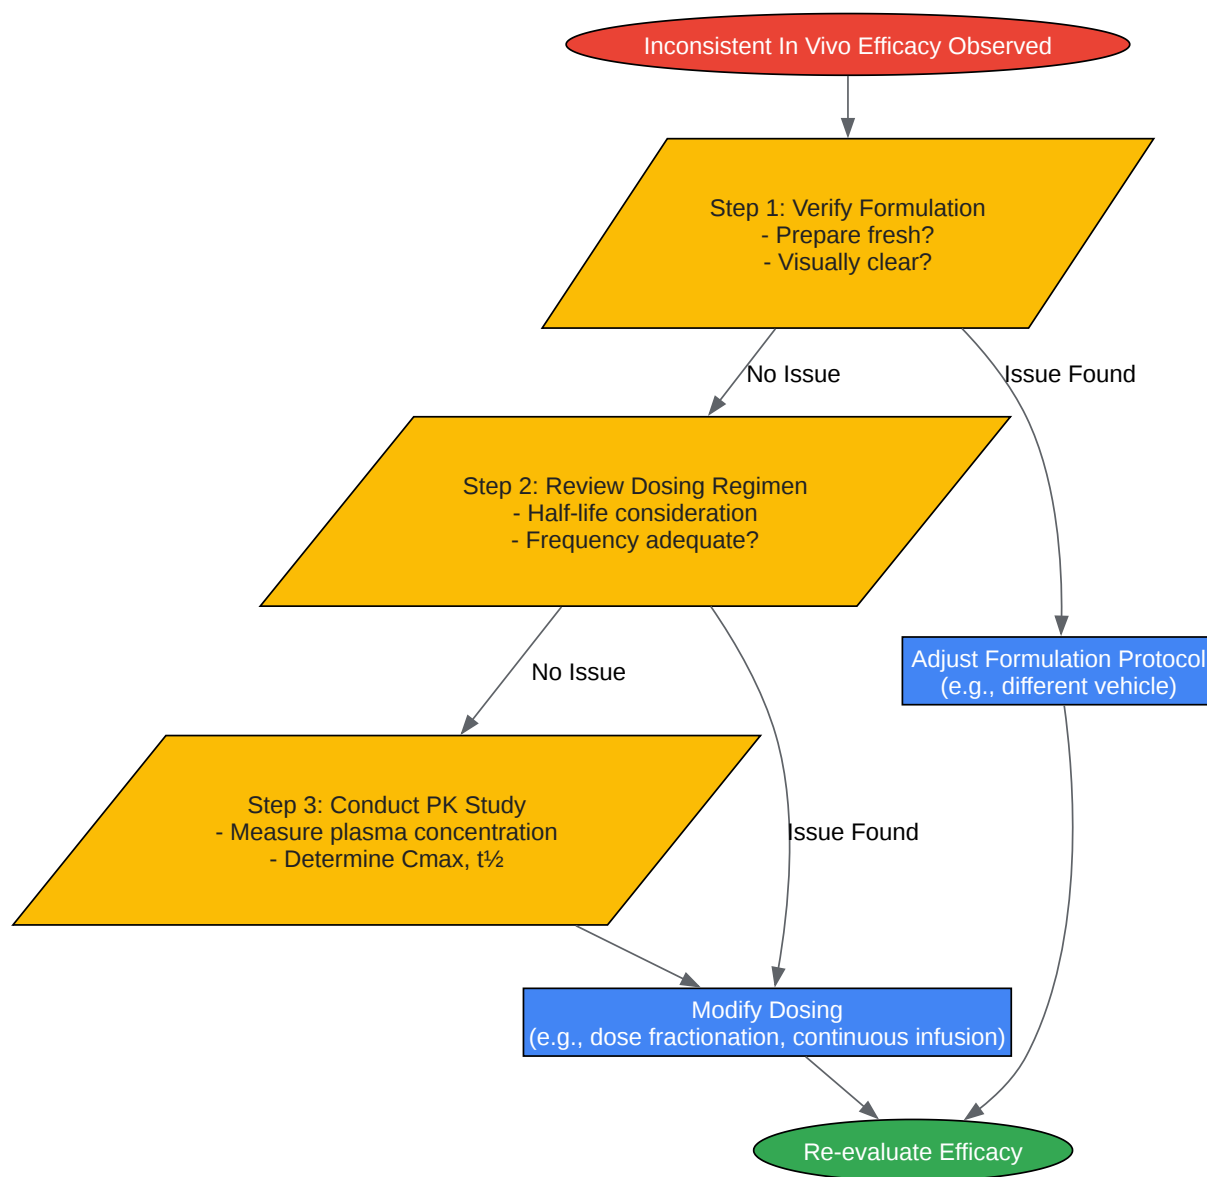 Inconsistent In Vivo Efficacy Observed
Step 1: Verify Formulation
- Prepare fresh?
- Visually clear?
No Issue
Issue Found
Step 2: Review Dosing Regimen
- Half-life consideration
- Frequency adequate?
Adjust Formulation Protocol
(e.g., different vehicle)
No Issue
Step 3: Conduct PK Study
- Measure plasma concentration
- Determine Cmax, t½
Issue Found
Modify Dosing
(e.g., dose fractionation, continuous infusion)
Re-evaluate Efficacy